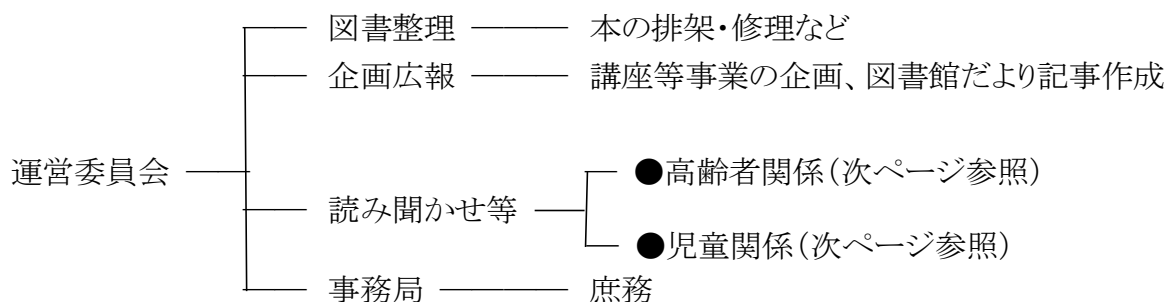 図書整理 本の排架・修理など
企画広報 講座等事業の企画、図書館だより記事作成
運営委員会
●高齢者関係(次ページ参照)
読み聞かせ等
●児童関係(次ページ参照)
事務局 庶務